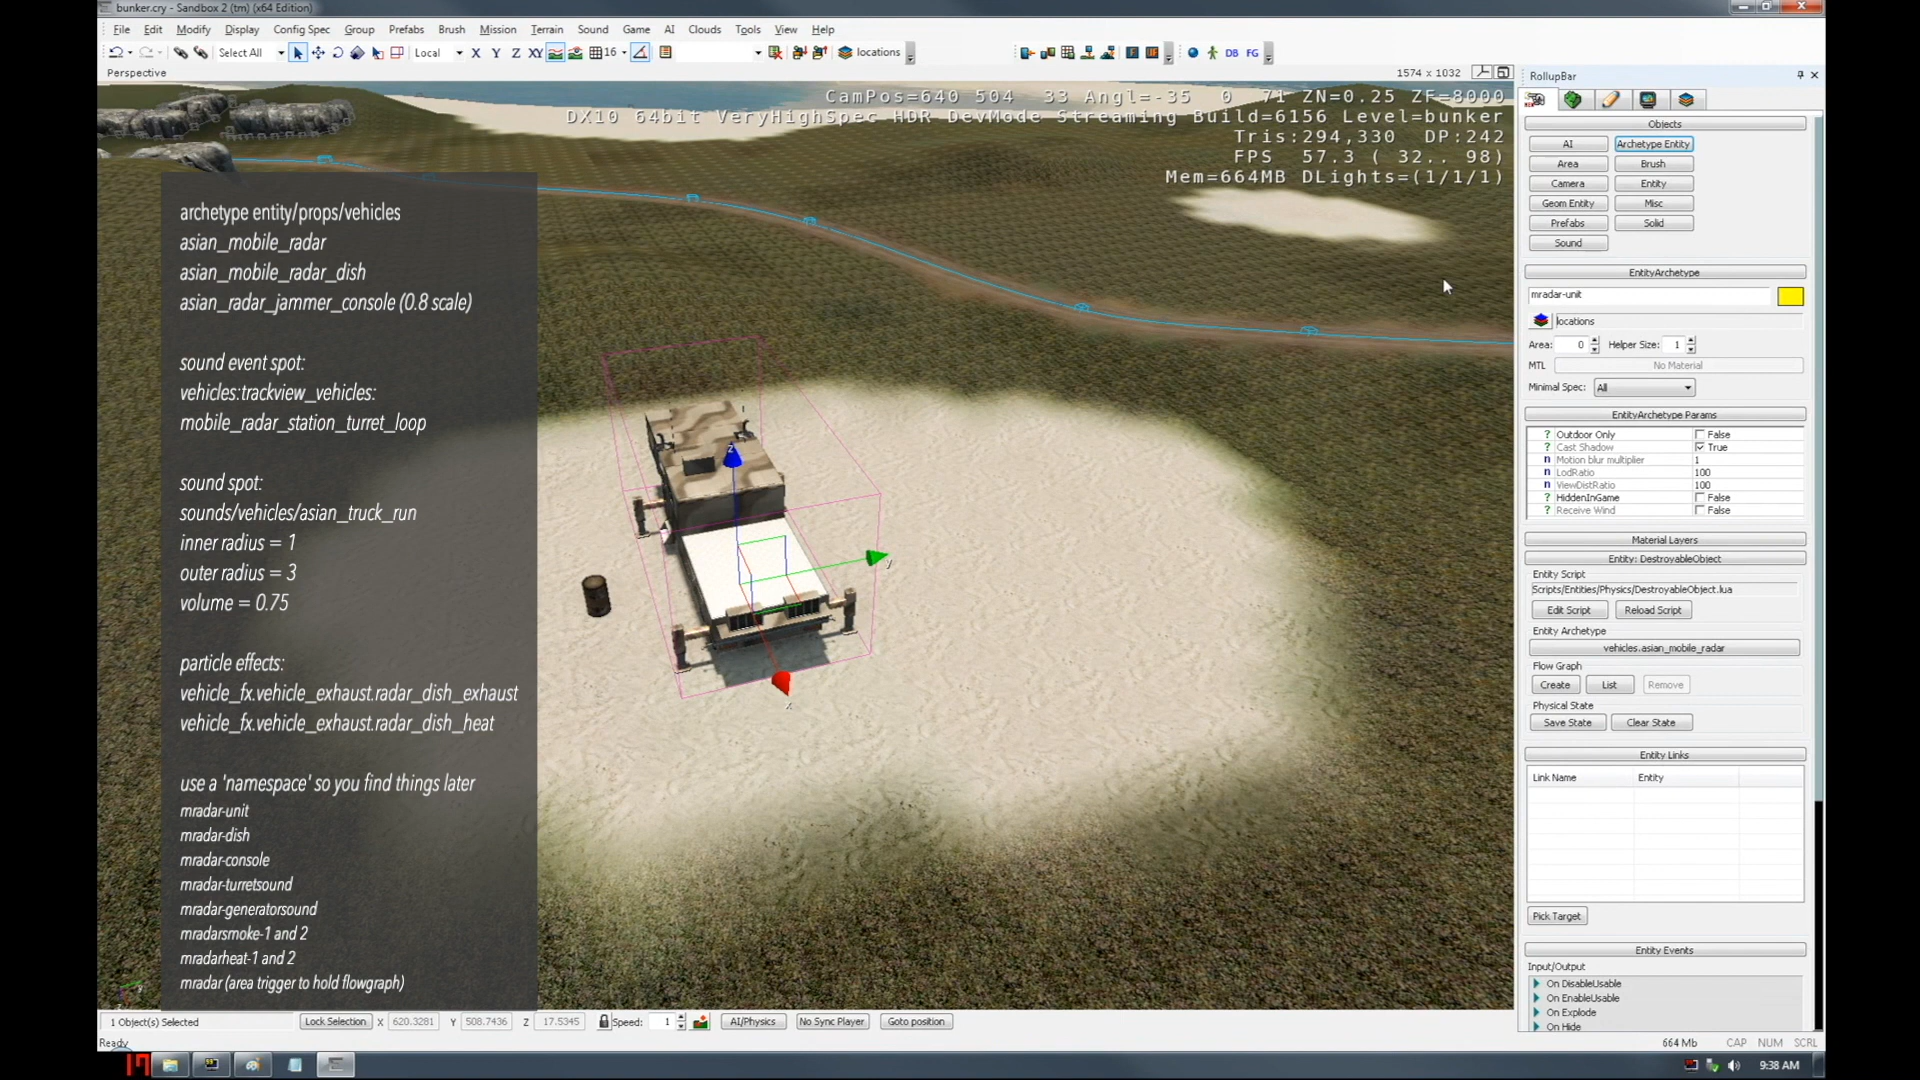 bunker.cry - Sandbox 2 (tm) (x64 Edition)
File Edit Modify Display Config Spec Group Prefabs Brush Mission Terrain Sound Game AI Clouds Tools View Help
Select All Local X Y Z XY 16 locations DB FG
Perspective
1574 x 1032
CamPos=640 504 33 Angl=-35 0 71 ZN=0.25 ZF=8000
DX10 64bit VeryHighSpec HDR DevMode Streaming Build=6156 Level=bunker
Tris:294,330 DP:242
FPS 57.3 ( 32.. 98)
Mem=664MB DLights=(1/1/1)
archetype entity/props/vehicles
asian_mobile_radar
asian_mobile_radar_dish
asian_radar_jammer_console (0.8 scale)
sound event spot:
vehicles:trackview_vehicles:
mobile_radar_station_turret_loop
sound spot:
sounds/vehicles/asian_truck_run
inner radius = 1
outer radius = 3
volume = 0.75
particle effects:
vehicle_fx.vehicle_exhaust.radar_dish_exhaust
vehicle_fx.vehicle_exhaust.radar_dish_heat
use a 'namespace' so you find things later
mradar-unit
mradar-dish
mradar-console
mradar-turretsound
mradar-generatorsound
mradarsmoke-1 and 2
mradarheat-1 and 2
mradar (area trigger to hold flowgraph)
z
y
x
RollupBar
Objects
AI Archetype Entity
Area Brush
Camera Entity
Geom Entity Misc
Prefabs Solid
Sound
EntityArchetype
mradar-unit
locations
Area: 0 Helper Size: 1
MTL No Material
Minimal Spec: All
EntityArchetype Params
Outdoor Only False
Cast Shadow True
Motion blur multiplier 1
LodRatio 100
ViewDistRatio 100
HiddenInGame False
Receive Wind False
Material Layers
Entity: DestroyableObject
Entity Script
Scripts/Entities/Physics/DestroyableObject.lua
Edit Script Reload Script
Entity Archetype
vehicles.asian_mobile_radar
Flow Graph
Create List Remove
Physical State
Save State Clear State
Entity Links
Link Name Entity
Pick Target
Entity Events
Input/Output
On DisableUsable
On EnableUsable
On Explode
On Hide
1 Object(s) Selected Lock Selection X 620.3281 Y 508.7436 Z 17.5345 Speed: 1 AI/Physics No Sync Player Goto position
Ready
664 Mb CAP NUM SCRL
9:38 AM